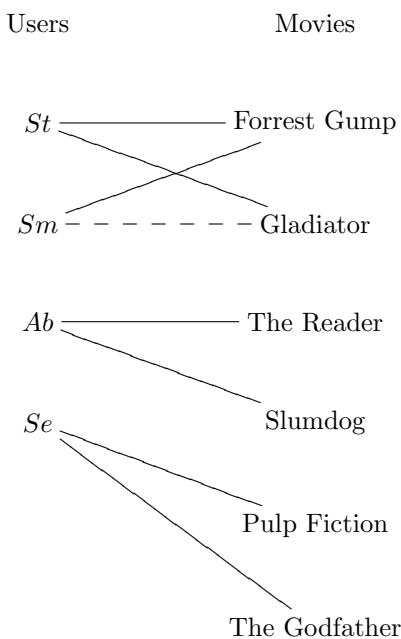 Users Movies
St Forrest Gump
Sm Gladiator
Ab The Reader
Slumdog
Se
Pulp Fiction
The Godfather